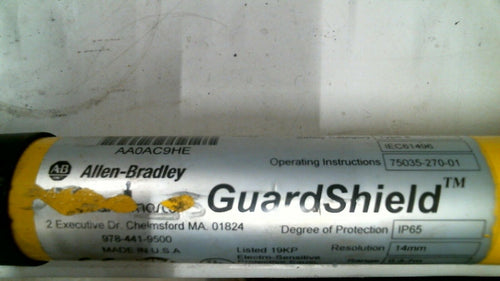 IEC61496
AA0AC9HE
Operating Instructions 75035-270-01
AB Allen-Bradley
GuardShield™
2 Executive Dr. Chelmsford MA. 01824
Degree of Protection IP65
978-441-9500
MADE IN U.S.A
Listed 19KP
Resolution 14mm
Electro-Sensitive
Range